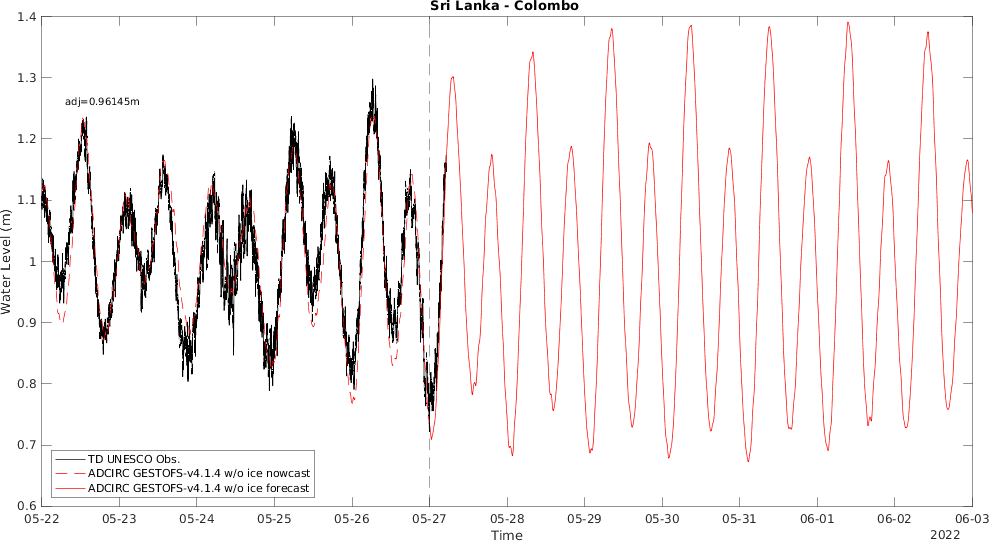 Sri Lanka - Colombo
1.4
1.3
1.2
1.1
1
0.9
0.8
0.7
0.6
Water Level (m)
adj=0.96145m
TD UNESCO Obs.
ADCIRC GESTOFS-v4.1.4 w/o ice nowcast
ADCIRC GESTOFS-v4.1.4 w/o ice forecast
05-22 05-23 05-24 05-25 05-26 05-27 05-28 05-29 05-30 05-31 06-01 06-02 06-03
Time
2022